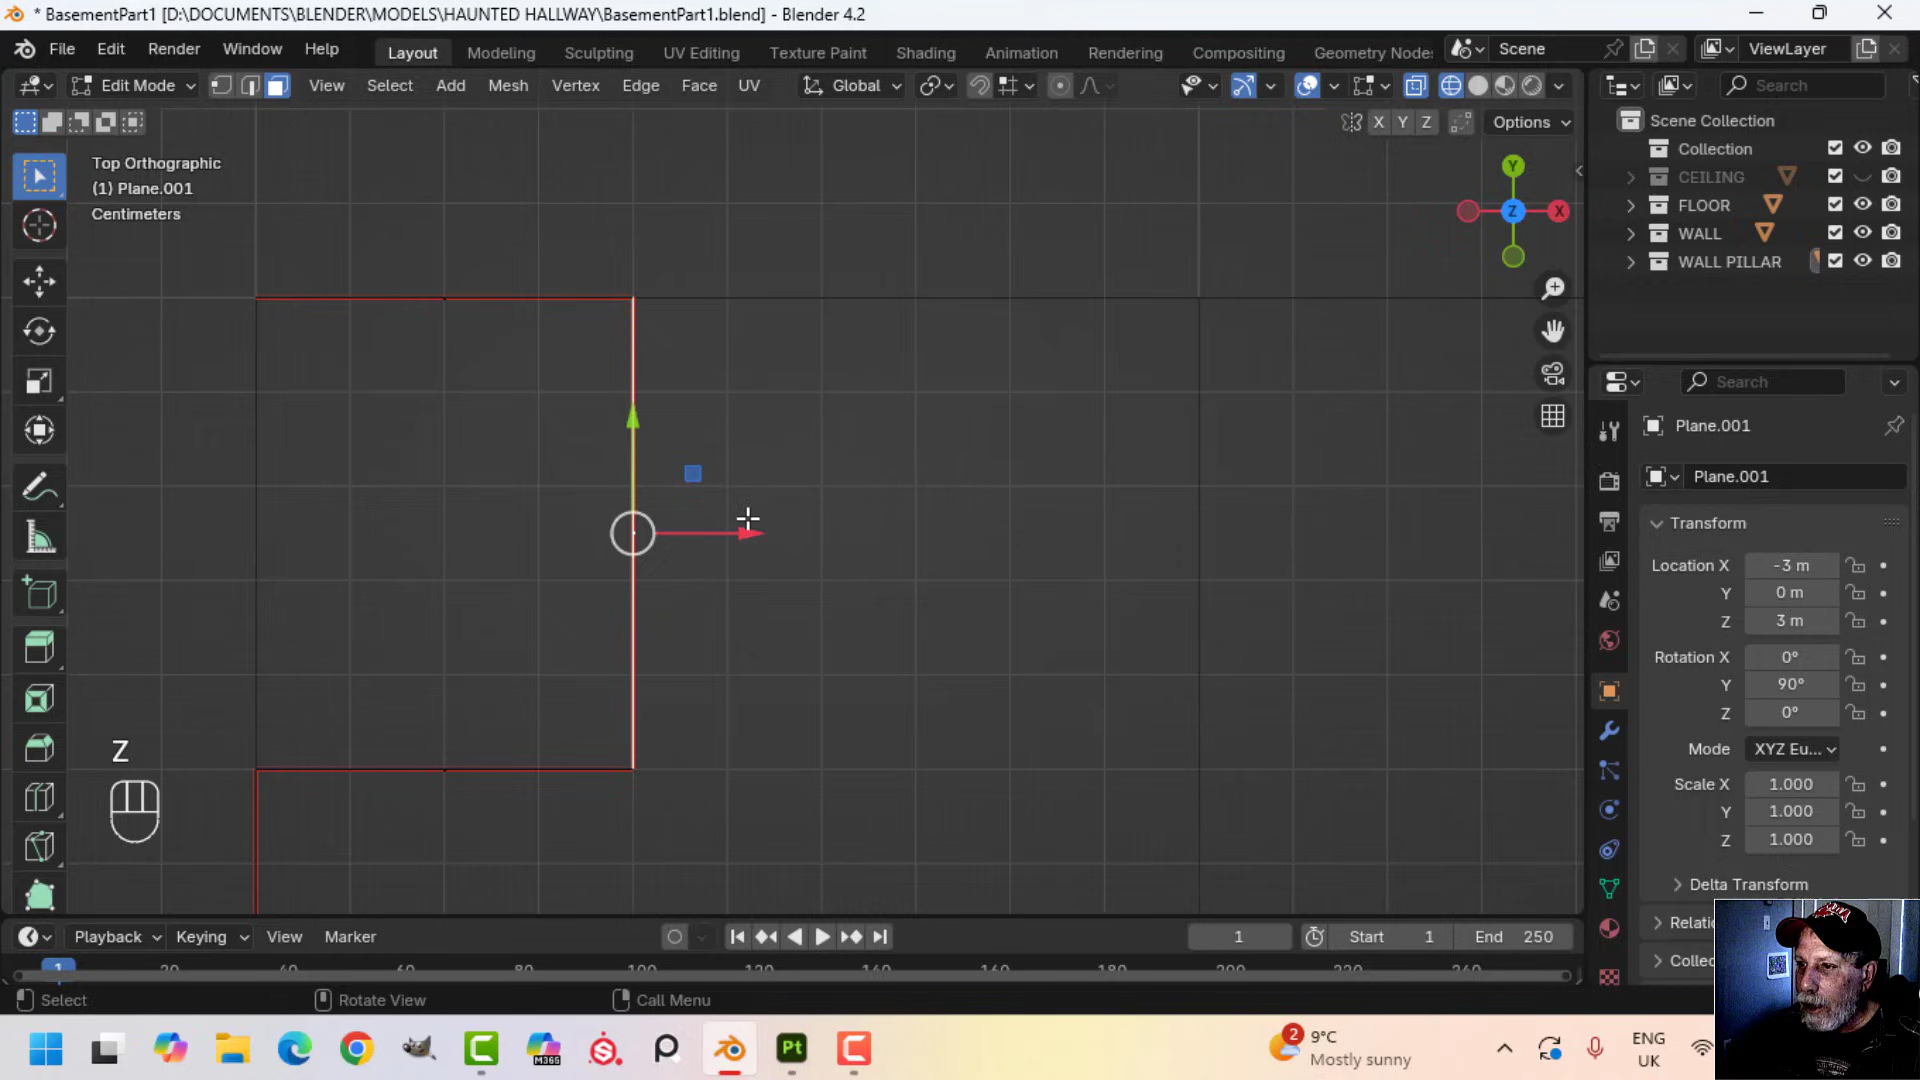 * BasementPart1 [D:\DOCUMENTS\BLENDER\MODELS\HAUNTED HALLWAY\BasementPart1.blend] - Blender 4.2
File Edit Render Window Help
Layout Modeling Sculpting UV Editing Texture Paint Shading Animation Rendering Compositing Geometry Node
Scene
ViewLayer
Edit Mode View Select Add Mesh Vertex Edge Face UV
Global
Search
X Y Z
Options
Scene Collection
Collection
CEILING
FLOOR
WALL
WALL PILLAR
Top Orthographic
(1) Plane.001
Centimeters
Y
Z
X
Search
Plane.001
Plane.001
Transform
Location X -3 m
Y 0 m
Z 3 m
Rotation X 0°
Y 90°
Z 0°
Mode XYZ Eu...
Scale X 1.000
Y 1.000
Z 1.000
Delta Transform
Relati
Collec
Z
Playback Keying View Marker
1
Start 1
End 250
1 20 40 60 80 100 120 140 160 180 200 220 240
Select
Rotate View
Call Menu
M365
Pt
2
9°C
Mostly sunny
ENG
UK